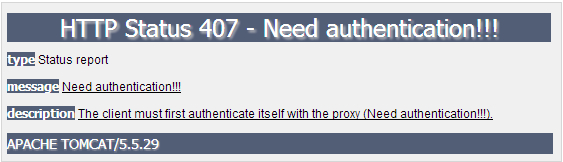 HTTP Status 407 - Need authentication!!!
type Status report
message Need authentication!!!
description The client must first authenticate itself with the proxy (Need authentication!!!).
APACHE TOMCAT/5.5.29